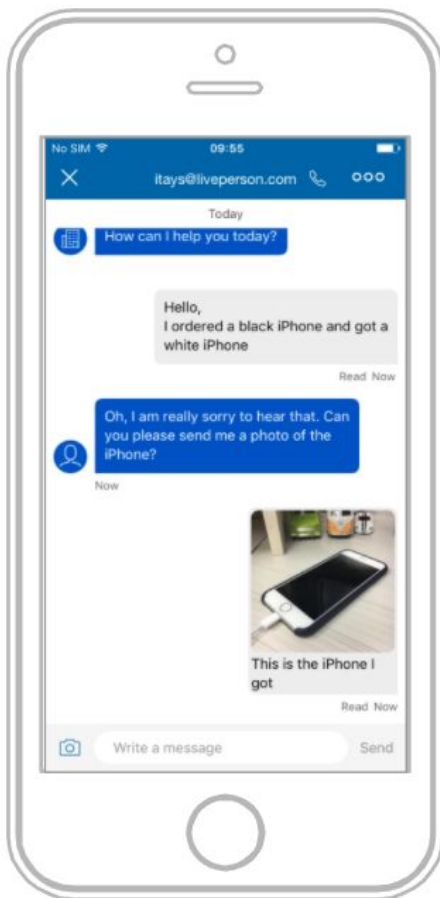 No SIM 09:55
itays@liveperson.com
Today
How can I help you today?
Hello,
I ordered a black iPhone and got a
white iPhone
Read Now
Oh, I am really sorry to hear that. Can
you please send me a photo of the
iPhone?
Now
This is the iPhone I
got
Read Now
Write a message Send